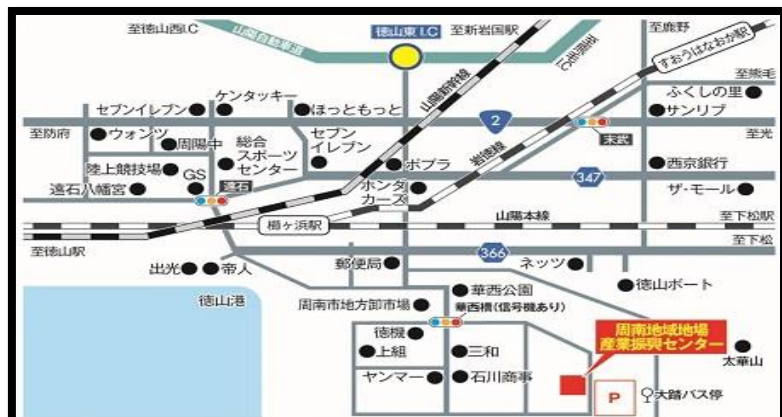 至徳山西I.C
山陽自動車道
徳山東I.C
至新岩国駅
至熊毛I.C
至鹿野
すおうはなおか駅
至熊毛
ケンタッキー
セブンイレブン
ほっともっと
山陽新幹線
ふくしの里
サンリブ
至防府
ウォンツ
周陽中
総合
スポーツ
センター
セブン
イレブン
2
末武
至光
岩徳線
陸上競技場
ポプラ
西京銀行
遠石八幡宮
GS
遠石
ホンダ
カーズ
347
ザ・モール
櫛ヶ浜駅
山陽本線
至下松駅
至徳山駅
366
至下松
出光
帝人
郵便局
ネッツ
徳山ボート
徳山港
華西公園
周南市地方卸市場
華西橋(信号機あり)
徳機
周南地域地場
産業振興センター
上組
三和
太華山
ヤンマー
石川商事
P
大踏バス停